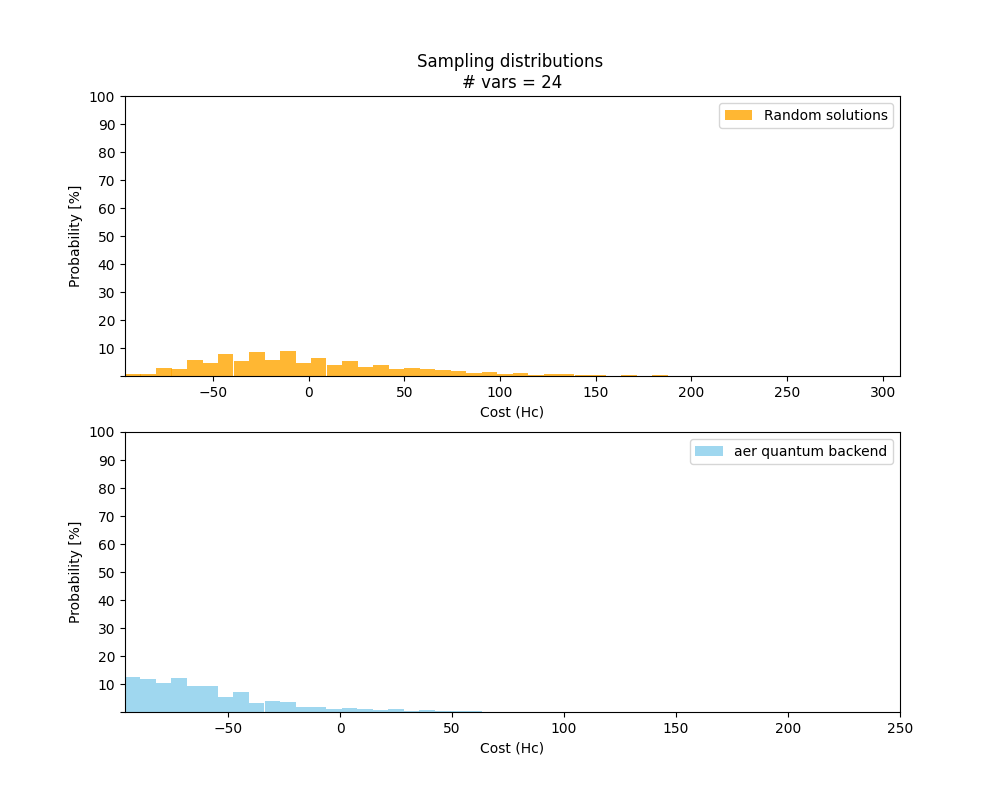 Sampling distributions
# vars = 24
Random solutions
Probability [%]
100
90
80
70
60
50
40
30
20
10
−50 0 50 100 150 200 250 300
Cost (Hc)
aer quantum backend
Probability [%]
100
90
80
70
60
50
40
30
20
10
−50 0 50 100 150 200 250
Cost (Hc)